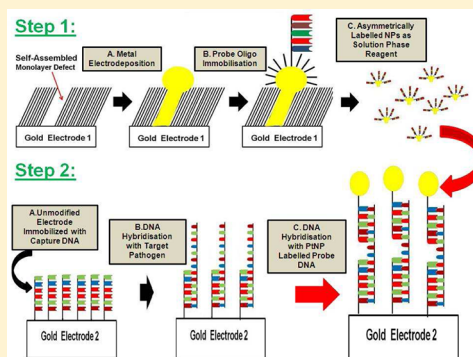 Step 1:
Self-Assembled
Monolayer Defect
A. Metal
Electrodeposition
B. Probe Oligo
Immobilisation
C. Asymmetrically
Labelled NPs as
Solution Phase
Reagent
Gold Electrode 1
Gold Electrode 1
Gold Electrode 1
Step 2:
A.Unmodified
Electrode
Immobilized with
Capture DNA
B.DNA
Hybridisation
with Target
Pathogen
C. DNA
Hybridisation
with PtNP
Labelled Probe
DNA
Gold Electrode 2
Gold Electrode 2
Gold Electrode 2